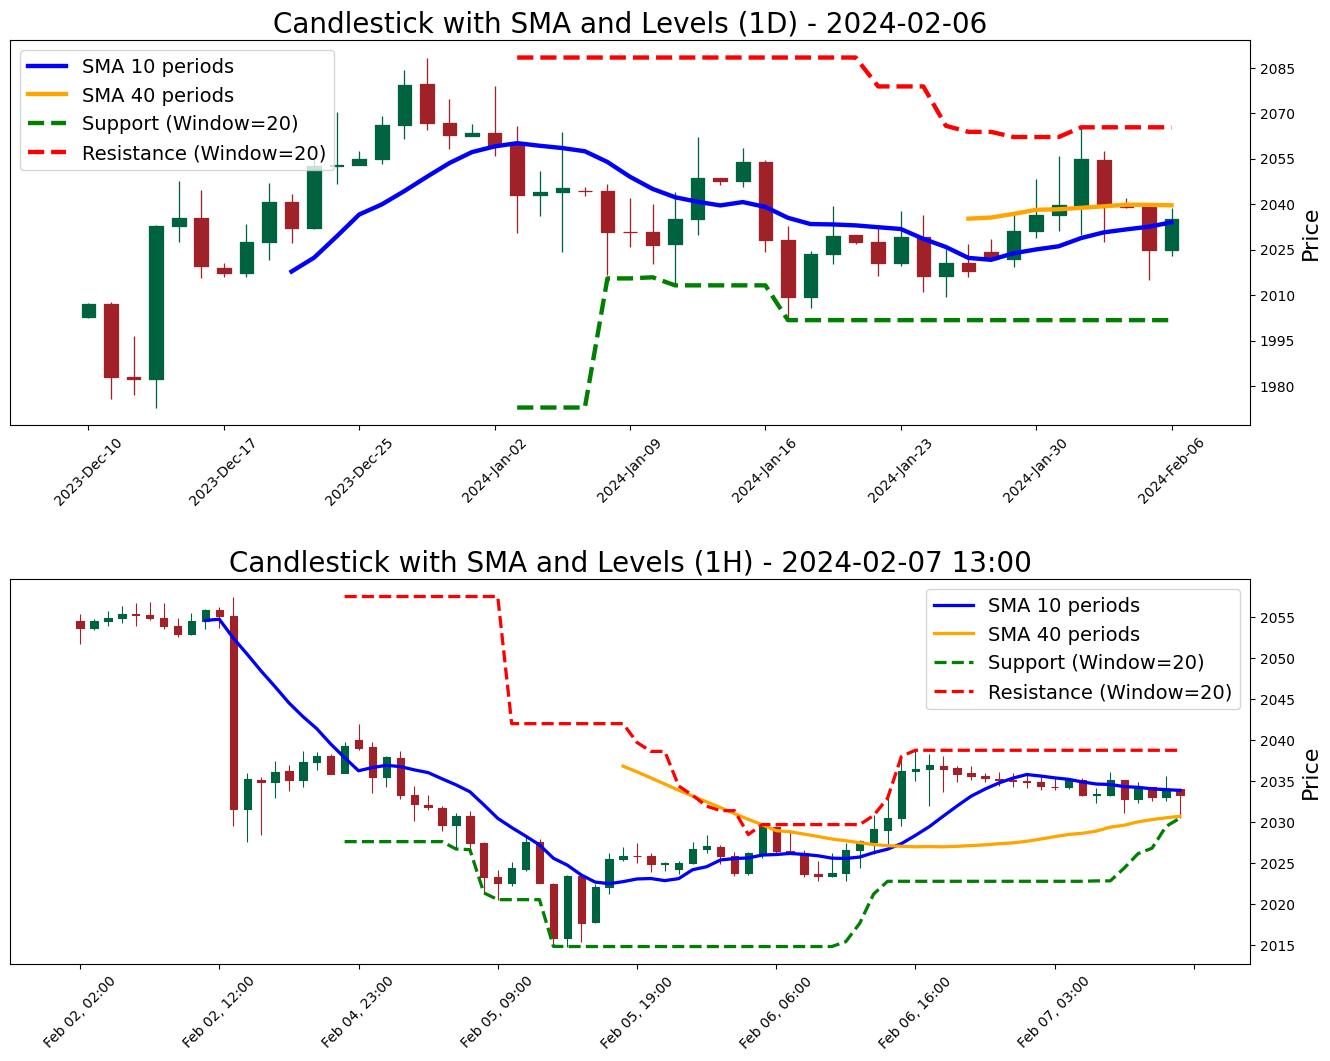 Candlestick with SMA and Levels (1D) - 2024-02-06
SMA 10 periods
SMA 40 periods
Support (Window=20)
Resistance (Window=20)
2085
2070
2055
2040
2025
2010
1995
1980
Price
2023-Dec-10
2023-Dec-17
2023-Dec-25
2024-Jan-02
2024-Jan-09
2024-Jan-16
2024-Jan-23
2024-Jan-30
2024-Feb-06
Candlestick with SMA and Levels (1H) - 2024-02-07 13:00
SMA 10 periods
SMA 40 periods
Support (Window=20)
Resistance (Window=20)
2055
2050
2045
2040
2035
2030
2025
2020
2015
Price
Feb 02, 02:00
Feb 02, 12:00
Feb 04, 23:00
Feb 05, 09:00
Feb 05, 19:00
Feb 06, 06:00
Feb 06, 16:00
Feb 07, 03:00